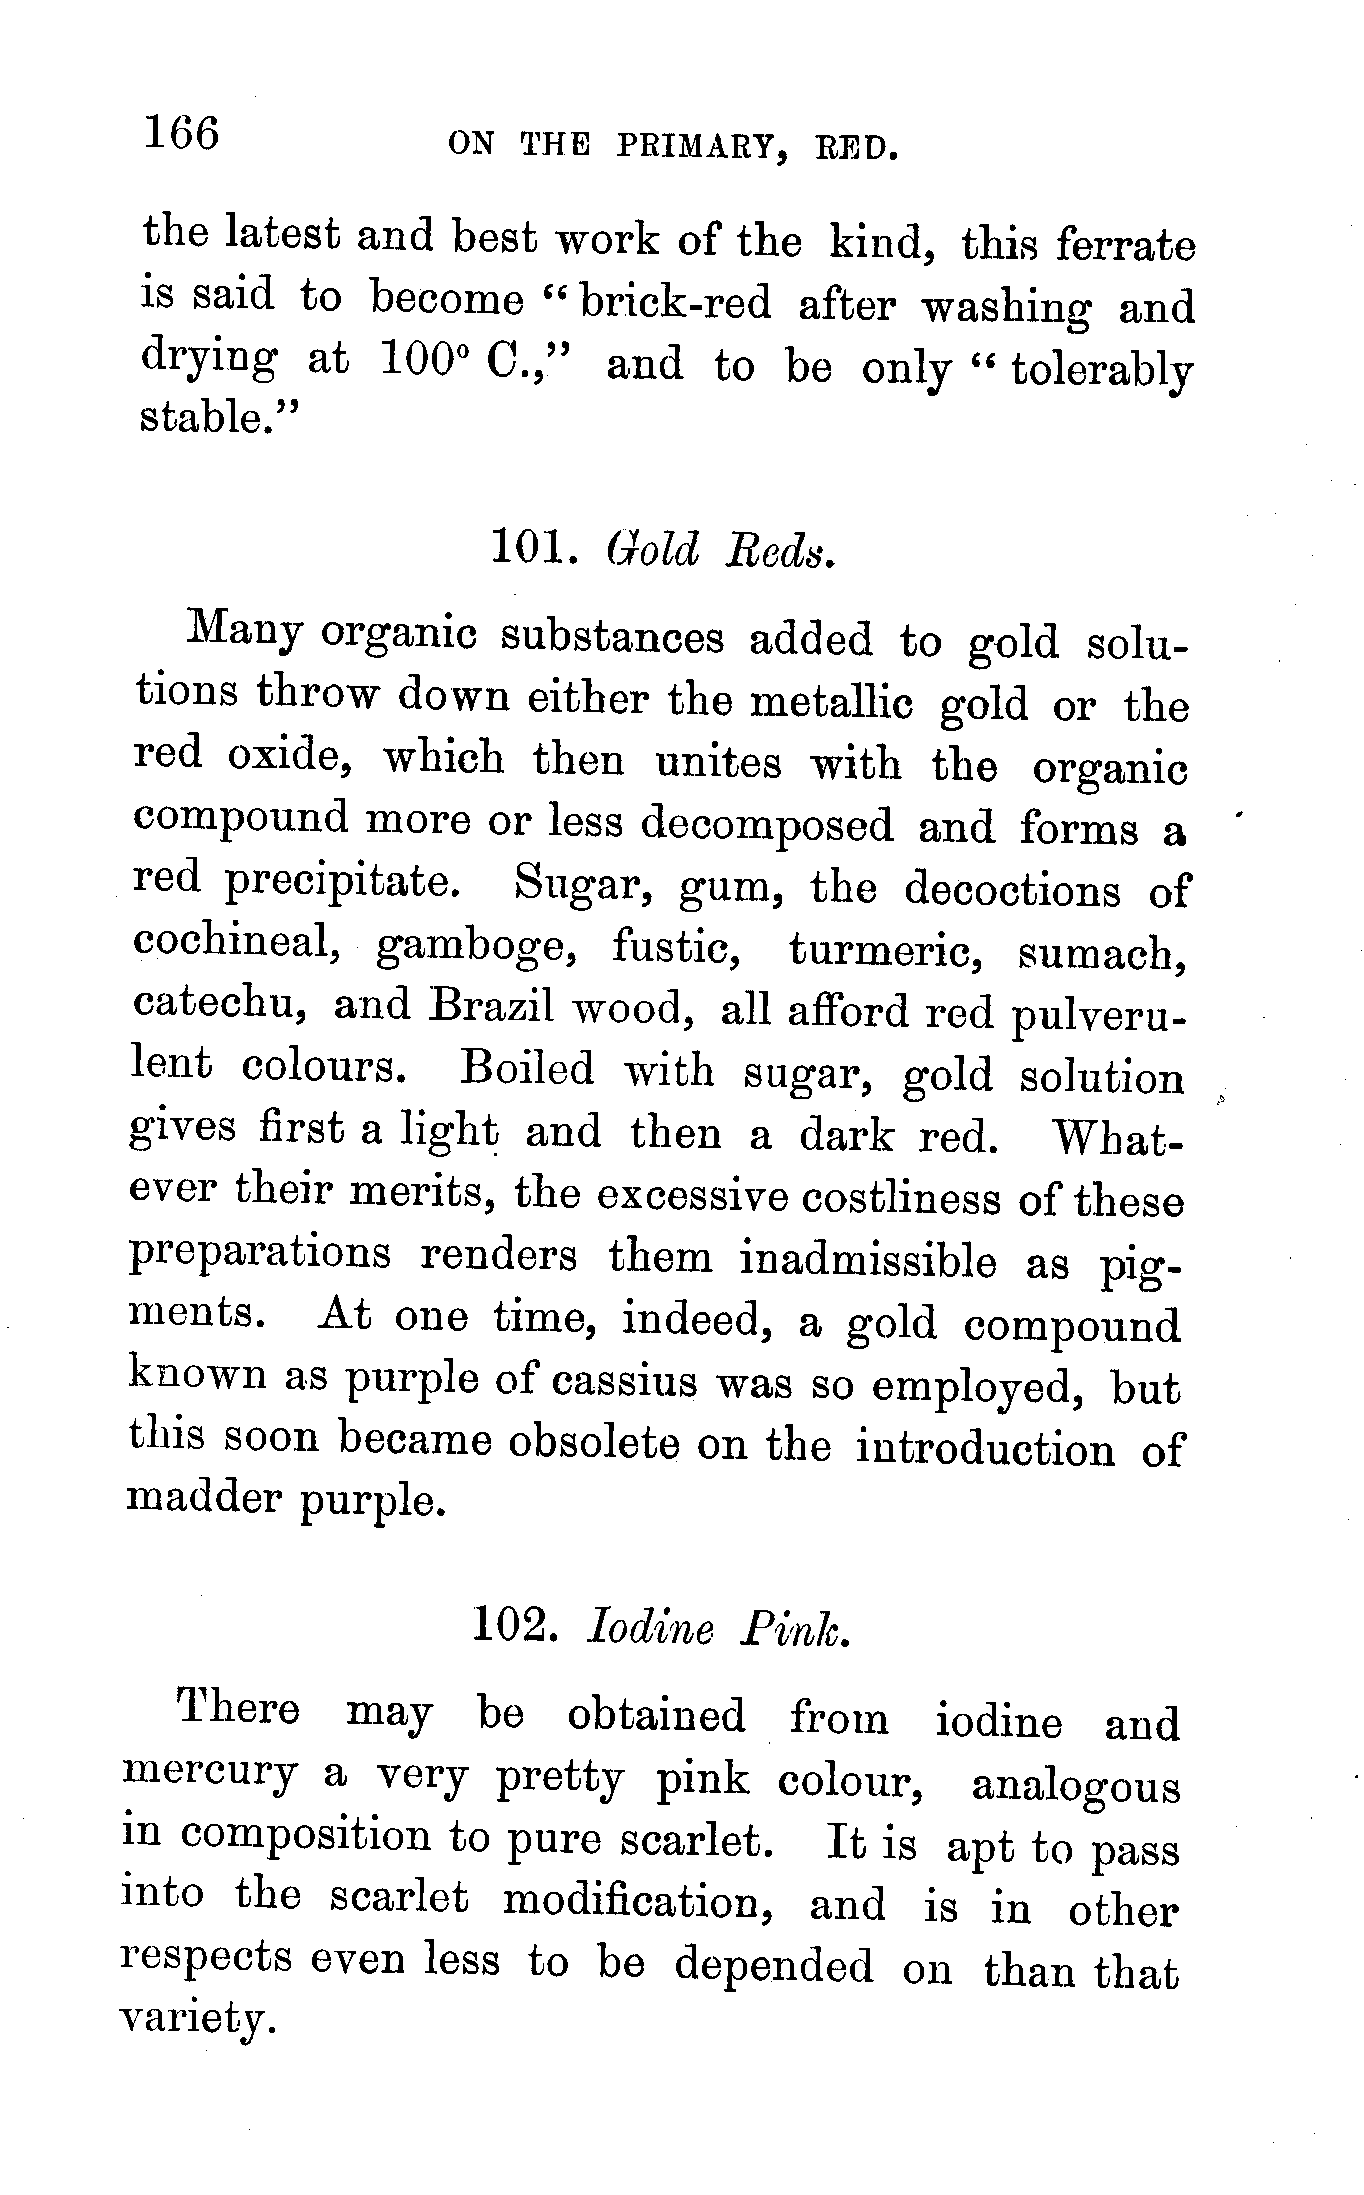 166
ON THE PRIMARY, RED.
the latest and best work of the kind, this ferrate
is said to become “brick-red after washing and
drying at 100° C.,” and to be only “tolerably
stable.”
101. Gold Reds.
Many organic substances added to gold solu-
tions throw down either the metallic gold or the
red oxide, which then unites with the organic
compound more or less decomposed and forms a
red precipitate. Sugar, gum, the decoctions of
cochineal, gamboge, fustic, turmeric, sumach,
catechu, and Brazil wood, all afford red pulveru-
lent colours. Boiled with sugar, gold solution
gives first a light and then a dark red. What-
ever their merits, the excessive costliness of these
preparations renders them inadmissible as pig-
ments. At one time, indeed, a gold compound
known as purple of cassius was so employed, but
this soon became obsolete on the introduction of
madder purple.
102. Iodine Pink.
There may be obtained from iodine and
mercury a very pretty pink colour, analogous
in composition to pure scarlet. It is apt to pass
into the scarlet modification, and is in other
respects even less to be depended on than that
variety.